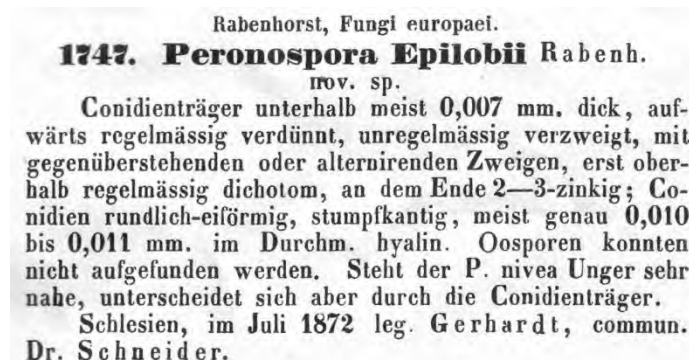 Rabenhorst, Fungi europaei.
1747. Peronospora Epilobii Rabenh.
nov. sp.
Conidienträger unterhalb meist 0,007 mm. dick, auf-
wärts regelmässig verdünnt, unregelmässig verzweigt, mit
gegenüberstehenden oder alternirenden Zweigen, erst ober-
halb regelmässig dichotom, an dem Ende 2—3-zinkig; Co-
nidien rundlich-eiförmig, stumpfkantig, meist genau 0,010
bis 0,011 mm. im Durchm. hyalin. Oosporen konnten
nicht aufgefunden werden. Steht der P. nivea Unger sehr
nahe, unterscheidet sich aber durch die Conidienträger.
Schlesien, im Juli 1872 leg. Gerhardt, commun.
Dr. Schneider.